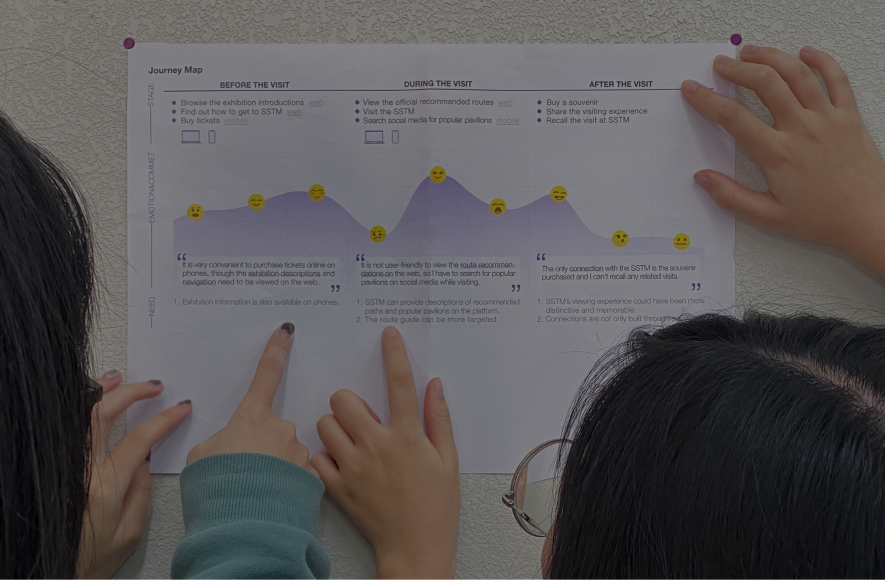 Journey Map
STAGE
BEFORE THE VISIT
Browse the exhibition introductions web
Find out how to get to SSTM web
Buy tickets mobile
DURING THE VISIT
View the official recommended routes web
Visit the SSTM
Search social media for popular pavilions mobile
AFTER THE VISIT
Buy a souvenir
Share the visiting experience
Recall the visit at SSTM
EMOTION&COMMET
“
It is very convenient to purchase tickets online on
phones, though the exhibition descriptions and
navigation need to be viewed on the web.
”
“
It is not user-friendly to view the route recommen-
dations on the web, so I have to search for popular
pavilions on social media while visiting.
”
“
The only connection with the SSTM is the souvenir
purchased and I can't recall any related visits.
”
NEED
1. Exhibition information is also available on phones.
1. SSTM can provide descriptions of recommended
paths and popular pavilions on the platform.
2. The route guide can be more targeted.
1. SSTM's viewing experience could have been more
distinctive and memorable.
2. Connections are not only built through